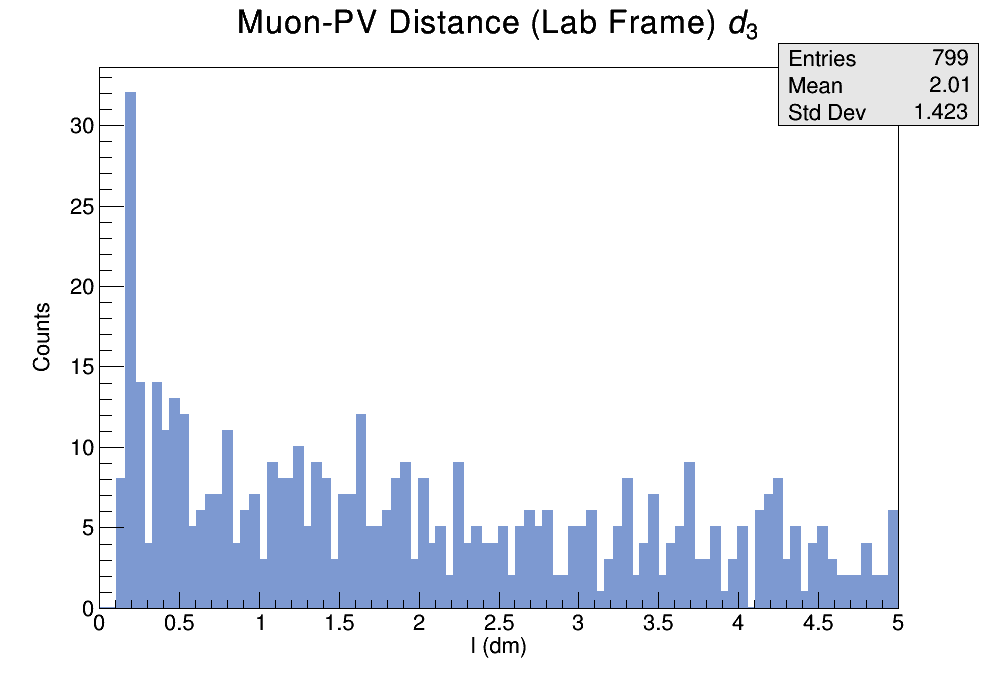 Muon-PV Distance (Lab Frame) d₃
Entries 799
Mean 2.01
Std Dev 1.423
Counts
30
25
20
15
10
5
0
0 0.5 1 1.5 2 2.5 3 3.5 4 4.5 5
l (dm)